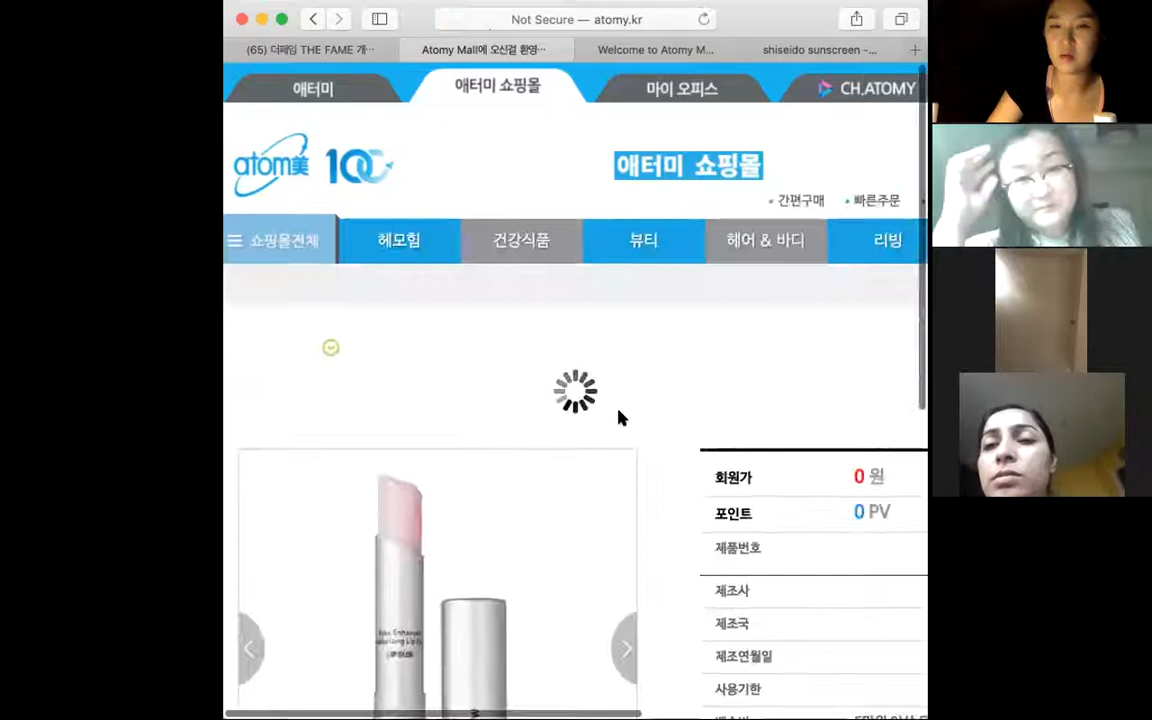 Not Secure — atomy.kr
(65) 더페임 THE FAME 개···
Atomy Mall에 오신걸 환영···
Welcome to Atomy M...
shiseido sunscreen –...
애터미
애터미 쇼핑몰
마이 오피스
CH.ATOMY
atom美 100
애터미 쇼핑몰
간편구매
빠른주문
쇼핑몰전체
헤모힘
건강식품
뷰티
헤어 & 바디
리빙
회원가 0 원
포인트 0 PV
제품번호
제조사
제조국
제조연월일
사용기한